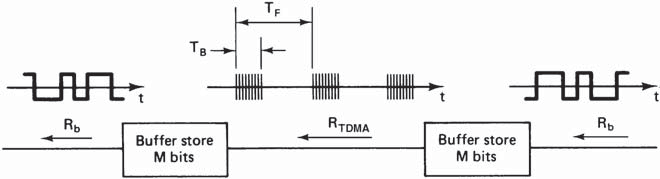 T_F
T_B
t
t
t
R_b
R_TDMA
R_b
Buffer store
M bits
Buffer store
M bits